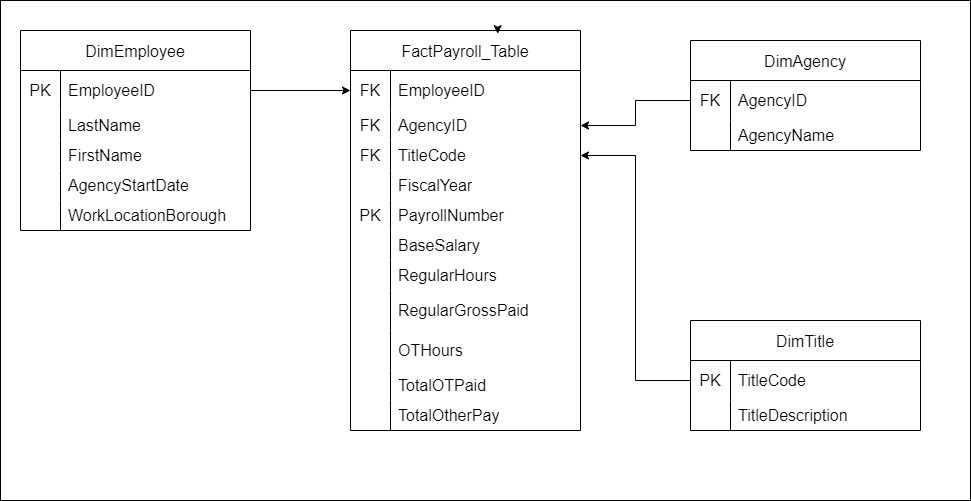 DimEmployee
PK EmployeeID
LastName
FirstName
AgencyStartDate
WorkLocationBorough
FactPayroll_Table
FK EmployeeID
FK AgencyID
FK TitleCode
FiscalYear
PK PayrollNumber
BaseSalary
RegularHours
RegularGrossPaid
OTHours
TotalOTPaid
TotalOtherPay
DimAgency
FK AgencyID
AgencyName
DimTitle
PK TitleCode
TitleDescription